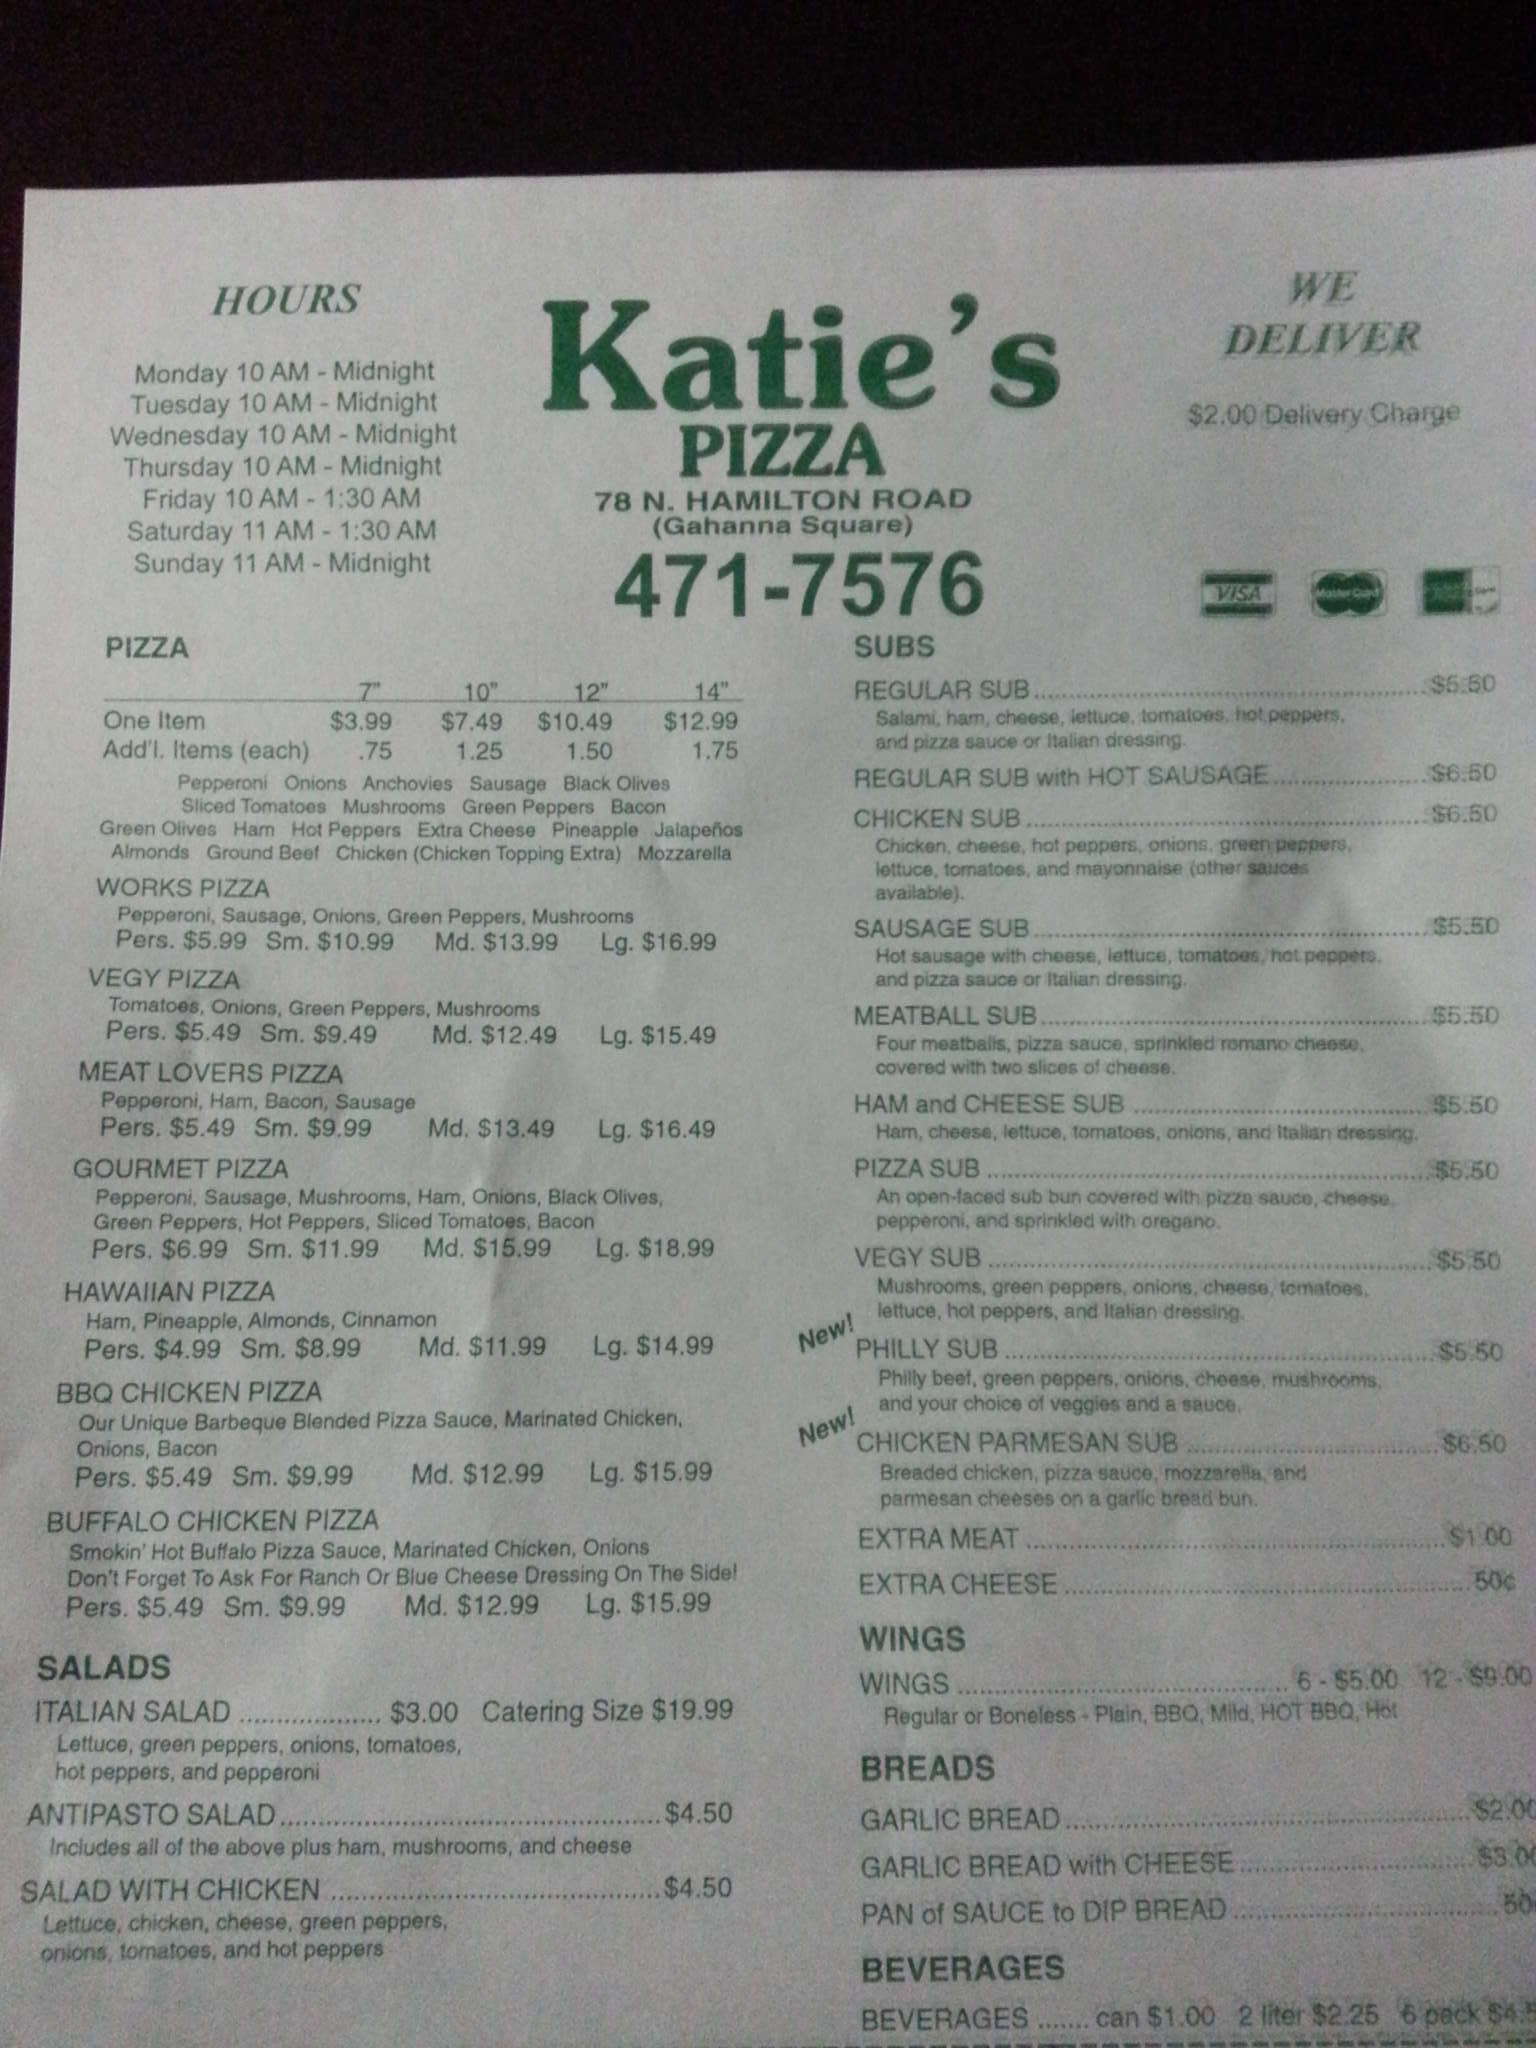 HOURS
Monday 10 AM - Midnight
Tuesday 10 AM - Midnight
Wednesday 10 AM - Midnight
Thursday 10 AM - Midnight
Friday 10 AM - 1:30 AM
Saturday 11 AM - 1:30 AM
Sunday 11 AM - Midnight
Katie's
PIZZA
78 N. HAMILTON ROAD
(Gahanna Square)
471-7576
WE
DELIVER
$2.00 Delivery Charge
VISA MasterCard
PIZZA
7" 10" 12" 14"
One Item $3.99 $7.49 $10.49 $12.99
Add'l. Items (each) .75 1.25 1.50 1.75
Pepperoni Onions Anchovies Sausage Black Olives
Sliced Tomatoes Mushrooms Green Peppers Bacon
Green Olives Ham Hot Peppers Extra Cheese Pineapple Jalapeños
Almonds Ground Beef Chicken (Chicken Topping Extra) Mozzarella
WORKS PIZZA
Pepperoni, Sausage, Onions, Green Peppers, Mushrooms
Pers. $5.99 Sm. $10.99 Md. $13.99 Lg. $16.99
VEGY PIZZA
Tomatoes, Onions, Green Peppers, Mushrooms
Pers. $5.49 Sm. $9.49 Md. $12.49 Lg. $15.49
MEAT LOVERS PIZZA
Pepperoni, Ham, Bacon, Sausage
Pers. $5.49 Sm. $9.99 Md. $13.49 Lg. $16.49
GOURMET PIZZA
Pepperoni, Sausage, Mushrooms, Ham, Onions, Black Olives,
Green Peppers, Hot Peppers, Sliced Tomatoes, Bacon
Pers. $6.99 Sm. $11.99 Md. $15.99 Lg. $18.99
HAWAIIAN PIZZA
Ham, Pineapple, Almonds, Cinnamon
Pers. $4.99 Sm. $8.99 Md. $11.99 Lg. $14.99
BBQ CHICKEN PIZZA
Our Unique Barbeque Blended Pizza Sauce, Marinated Chicken,
Onions, Bacon
Pers. $5.49 Sm. $9.99 Md. $12.99 Lg. $15.99
BUFFALO CHICKEN PIZZA
Smokin' Hot Buffalo Pizza Sauce, Marinated Chicken, Onions
Don't Forget To Ask For Ranch Or Blue Cheese Dressing On The Side!
Pers. $5.49 Sm. $9.99 Md. $12.99 Lg. $15.99
SALADS
ITALIAN SALAD .................... $3.00 Catering Size $19.99
Lettuce, green peppers, onions, tomatoes,
hot peppers, and pepperoni
ANTIPASTO SALAD.................... $4.50
Includes all of the above plus ham, mushrooms, and cheese
SALAD WITH CHICKEN .................... $4.50
Lettuce, chicken, cheese, green peppers,
onions, tomatoes, and hot peppers
SUBS
REGULAR SUB.................... $5.50
Salami, ham, cheese, lettuce, tomatoes, hot peppers,
and pizza sauce or Italian dressing.
REGULAR SUB with HOT SAUSAGE.................... $6.50
CHICKEN SUB .................... $6.50
Chicken, cheese, hot peppers, onions, green peppers,
lettuce, tomatoes, and mayonnaise (other sauces
available).
SAUSAGE SUB.................... $5.50
Hot sausage with cheese, lettuce, tomatoes, hot peppers,
and pizza sauce or Italian dressing.
MEATBALL SUB.................... $5.50
Four meatballs, pizza sauce, sprinkled romano cheese,
covered with two slices of cheese.
HAM and CHEESE SUB .................... $5.50
Ham, cheese, lettuce, tomatoes, onions, and Italian dressing.
PIZZA SUB .................... $5.50
An open-faced sub bun covered with pizza sauce, cheese,
pepperoni, and sprinkled with oregano.
VEGY SUB .................... $5.50
Mushrooms, green peppers, onions, cheese, tomatoes,
lettuce, hot peppers, and Italian dressing.
New! PHILLY SUB .................... $5.50
Philly beef, green peppers, onions, cheese, mushrooms,
and your choice of veggies and a sauce.
New! CHICKEN PARMESAN SUB .................... $6.50
Breaded chicken, pizza sauce, mozzarella, and
parmesan cheeses on a garlic bread bun.
EXTRA MEAT .................... $1.00
EXTRA CHEESE .................... 50¢
WINGS
WINGS .................... 6 - $5.00 12 - $9.00
Regular or Boneless - Plain, BBQ, Mild, HOT BBQ, Hot
BREADS
GARLIC BREAD.................... $2.00
GARLIC BREAD with CHEESE.................... $3.00
PAN of SAUCE to DIP BREAD .................... 50
BEVERAGES
BEVERAGES ....... can $1.00 2 liter $2.25 6 pack